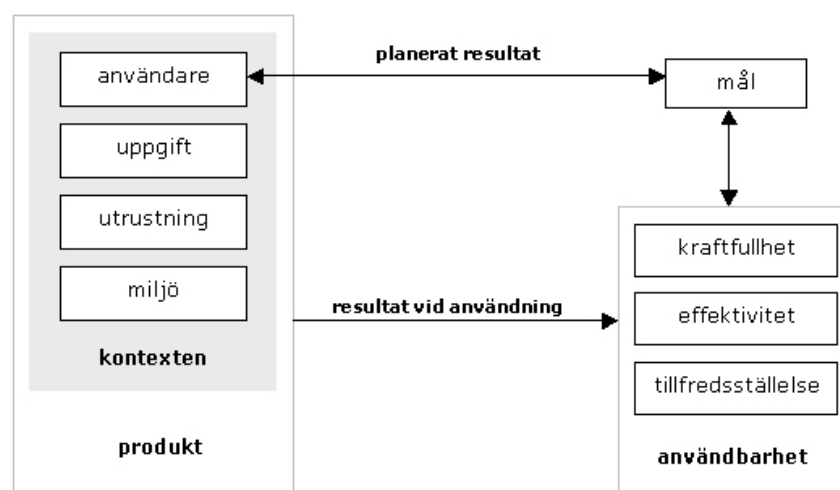 planerat resultat
användare
mål
uppgift
utrustning
miljö
kontexten
produkt
resultat vid användning
kraftfullhet
effektivitet
tillfredsställelse
användbarhet